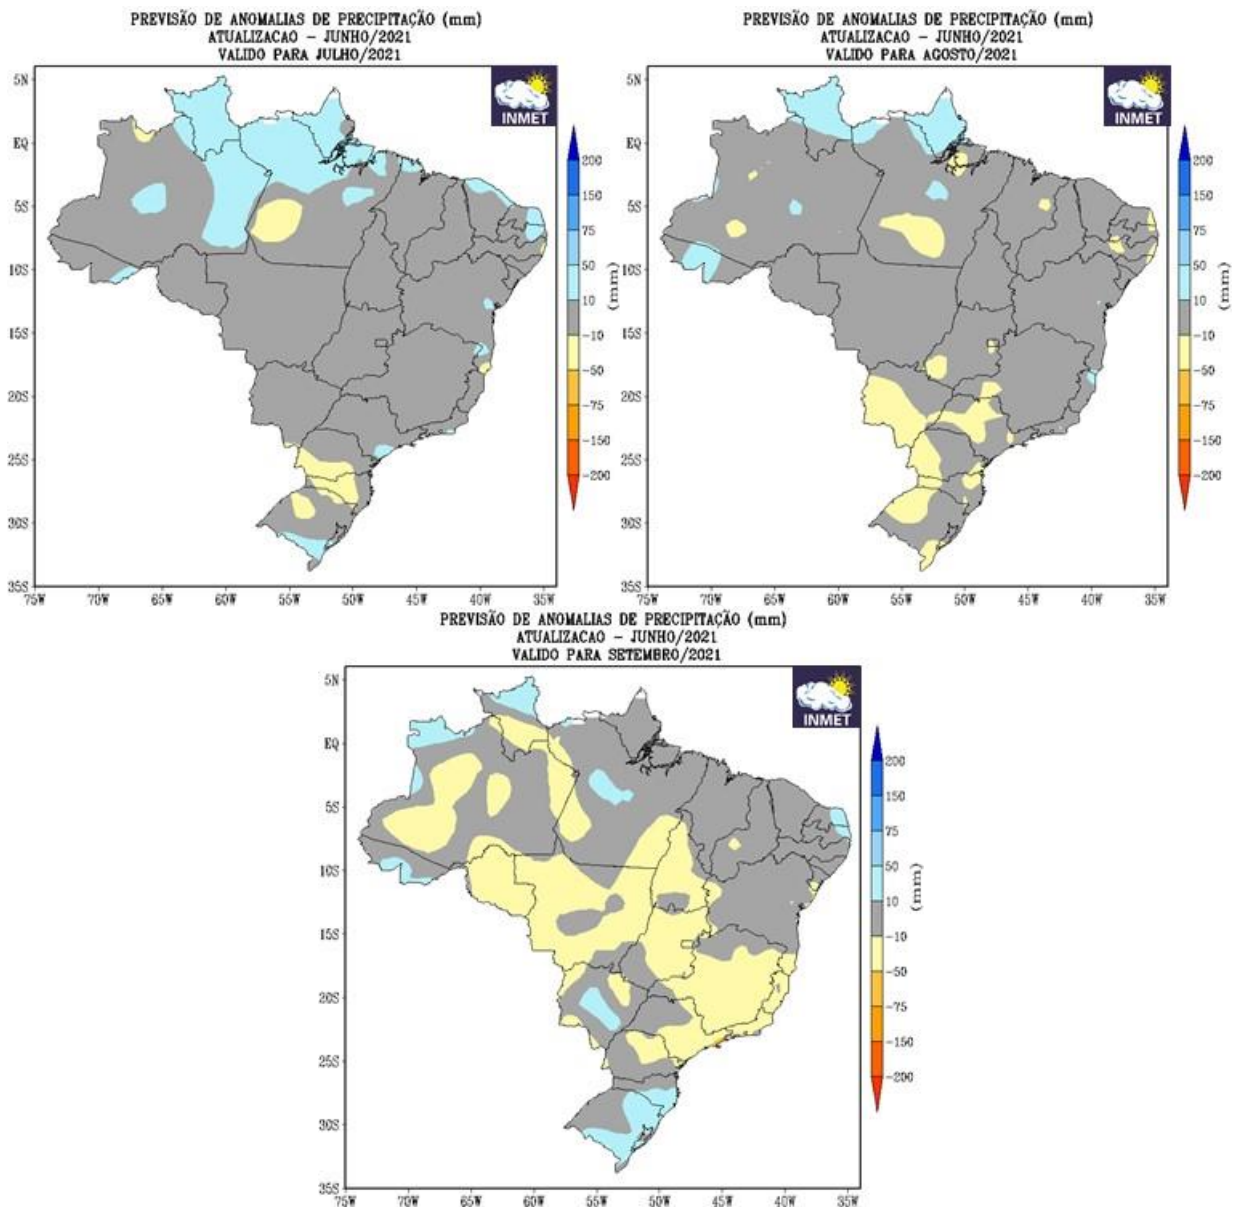 PREVISÃO DE ANOMALIAS DE PRECIPITAÇÃO (mm)
ATUALIZACAO - JUNHO/2021
VALIDO PARA JULHO/2021
INMET
5N
EQ
5S
10S
15S
20S
25S
30S
35S
75W 70W 65W 60W 55W 50W 45W 40W 35W
200
150
75
50
10
-10
-50
-75
-150
-200
(mm)
PREVISÃO DE ANOMALIAS DE PRECIPITAÇÃO (mm)
ATUALIZACAO - JUNHO/2021
VALIDO PARA AGOSTO/2021
INMET
5N
EQ
5S
10S
15S
20S
25S
30S
35S
75W 70W 65W 60W 55W 50W 45W 40W 35W
200
150
75
50
10
-10
-50
-75
-150
-200
(mm)
PREVISÃO DE ANOMALIAS DE PRECIPITAÇÃO (mm)
ATUALIZACAO - JUNHO/2021
VALIDO PARA SETEMBRO/2021
INMET
5N
EQ
5S
10S
15S
20S
25S
30S
35S
75W 70W 65W 60W 55W 50W 45W 40W 35W
200
150
75
50
10
-10
-50
-75
-150
-200
(mm)